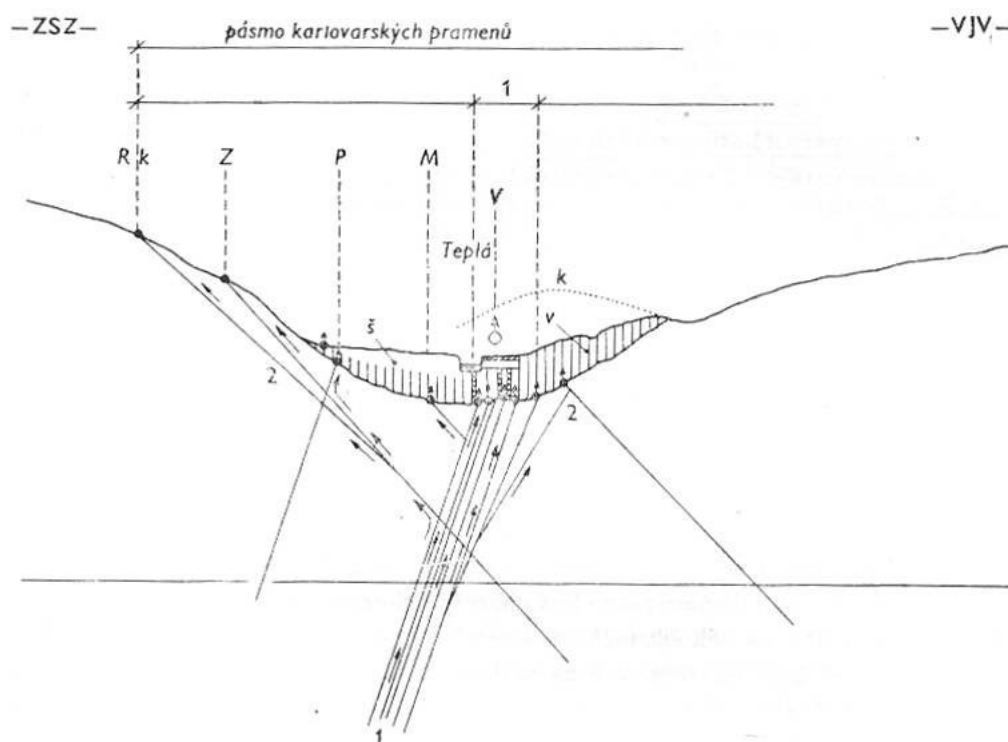 —ZSZ— —VJV—
pásmo karlovarských pramenů
1
R k Z P M
V
Teplá
k
š v
2
2
1